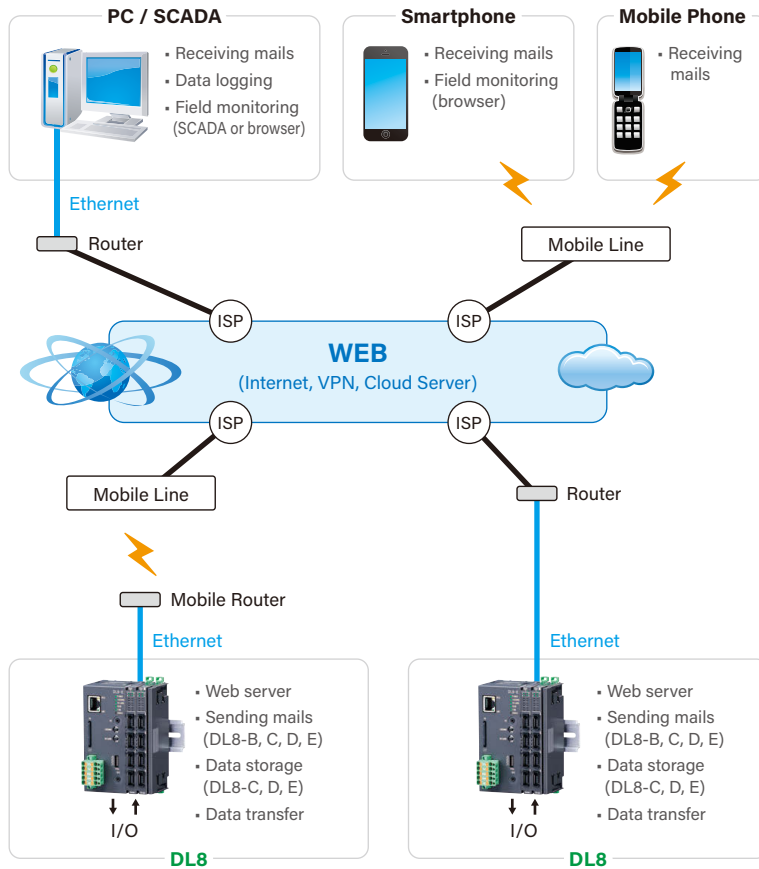 PC / SCADA
▪ Receiving mails
▪ Data logging
▪ Field monitoring
(SCADA or browser)
Smartphone
▪ Receiving mails
▪ Field monitoring
(browser)
Mobile Phone
▪ Receiving
mails
Ethernet
Router
Mobile Line
ISP
ISP
WEB
(Internet, VPN, Cloud Server)
ISP
ISP
Mobile Line
Router
Mobile Router
Ethernet
Ethernet
▪ Web server
▪ Sending mails
(DL8-B, C, D, E)
▪ Data storage
(DL8-C, D, E)
▪ Data transfer
I/O
DL8
▪ Web server
▪ Sending mails
(DL8-B, C, D, E)
▪ Data storage
(DL8-C, D, E)
▪ Data transfer
I/O
DL8